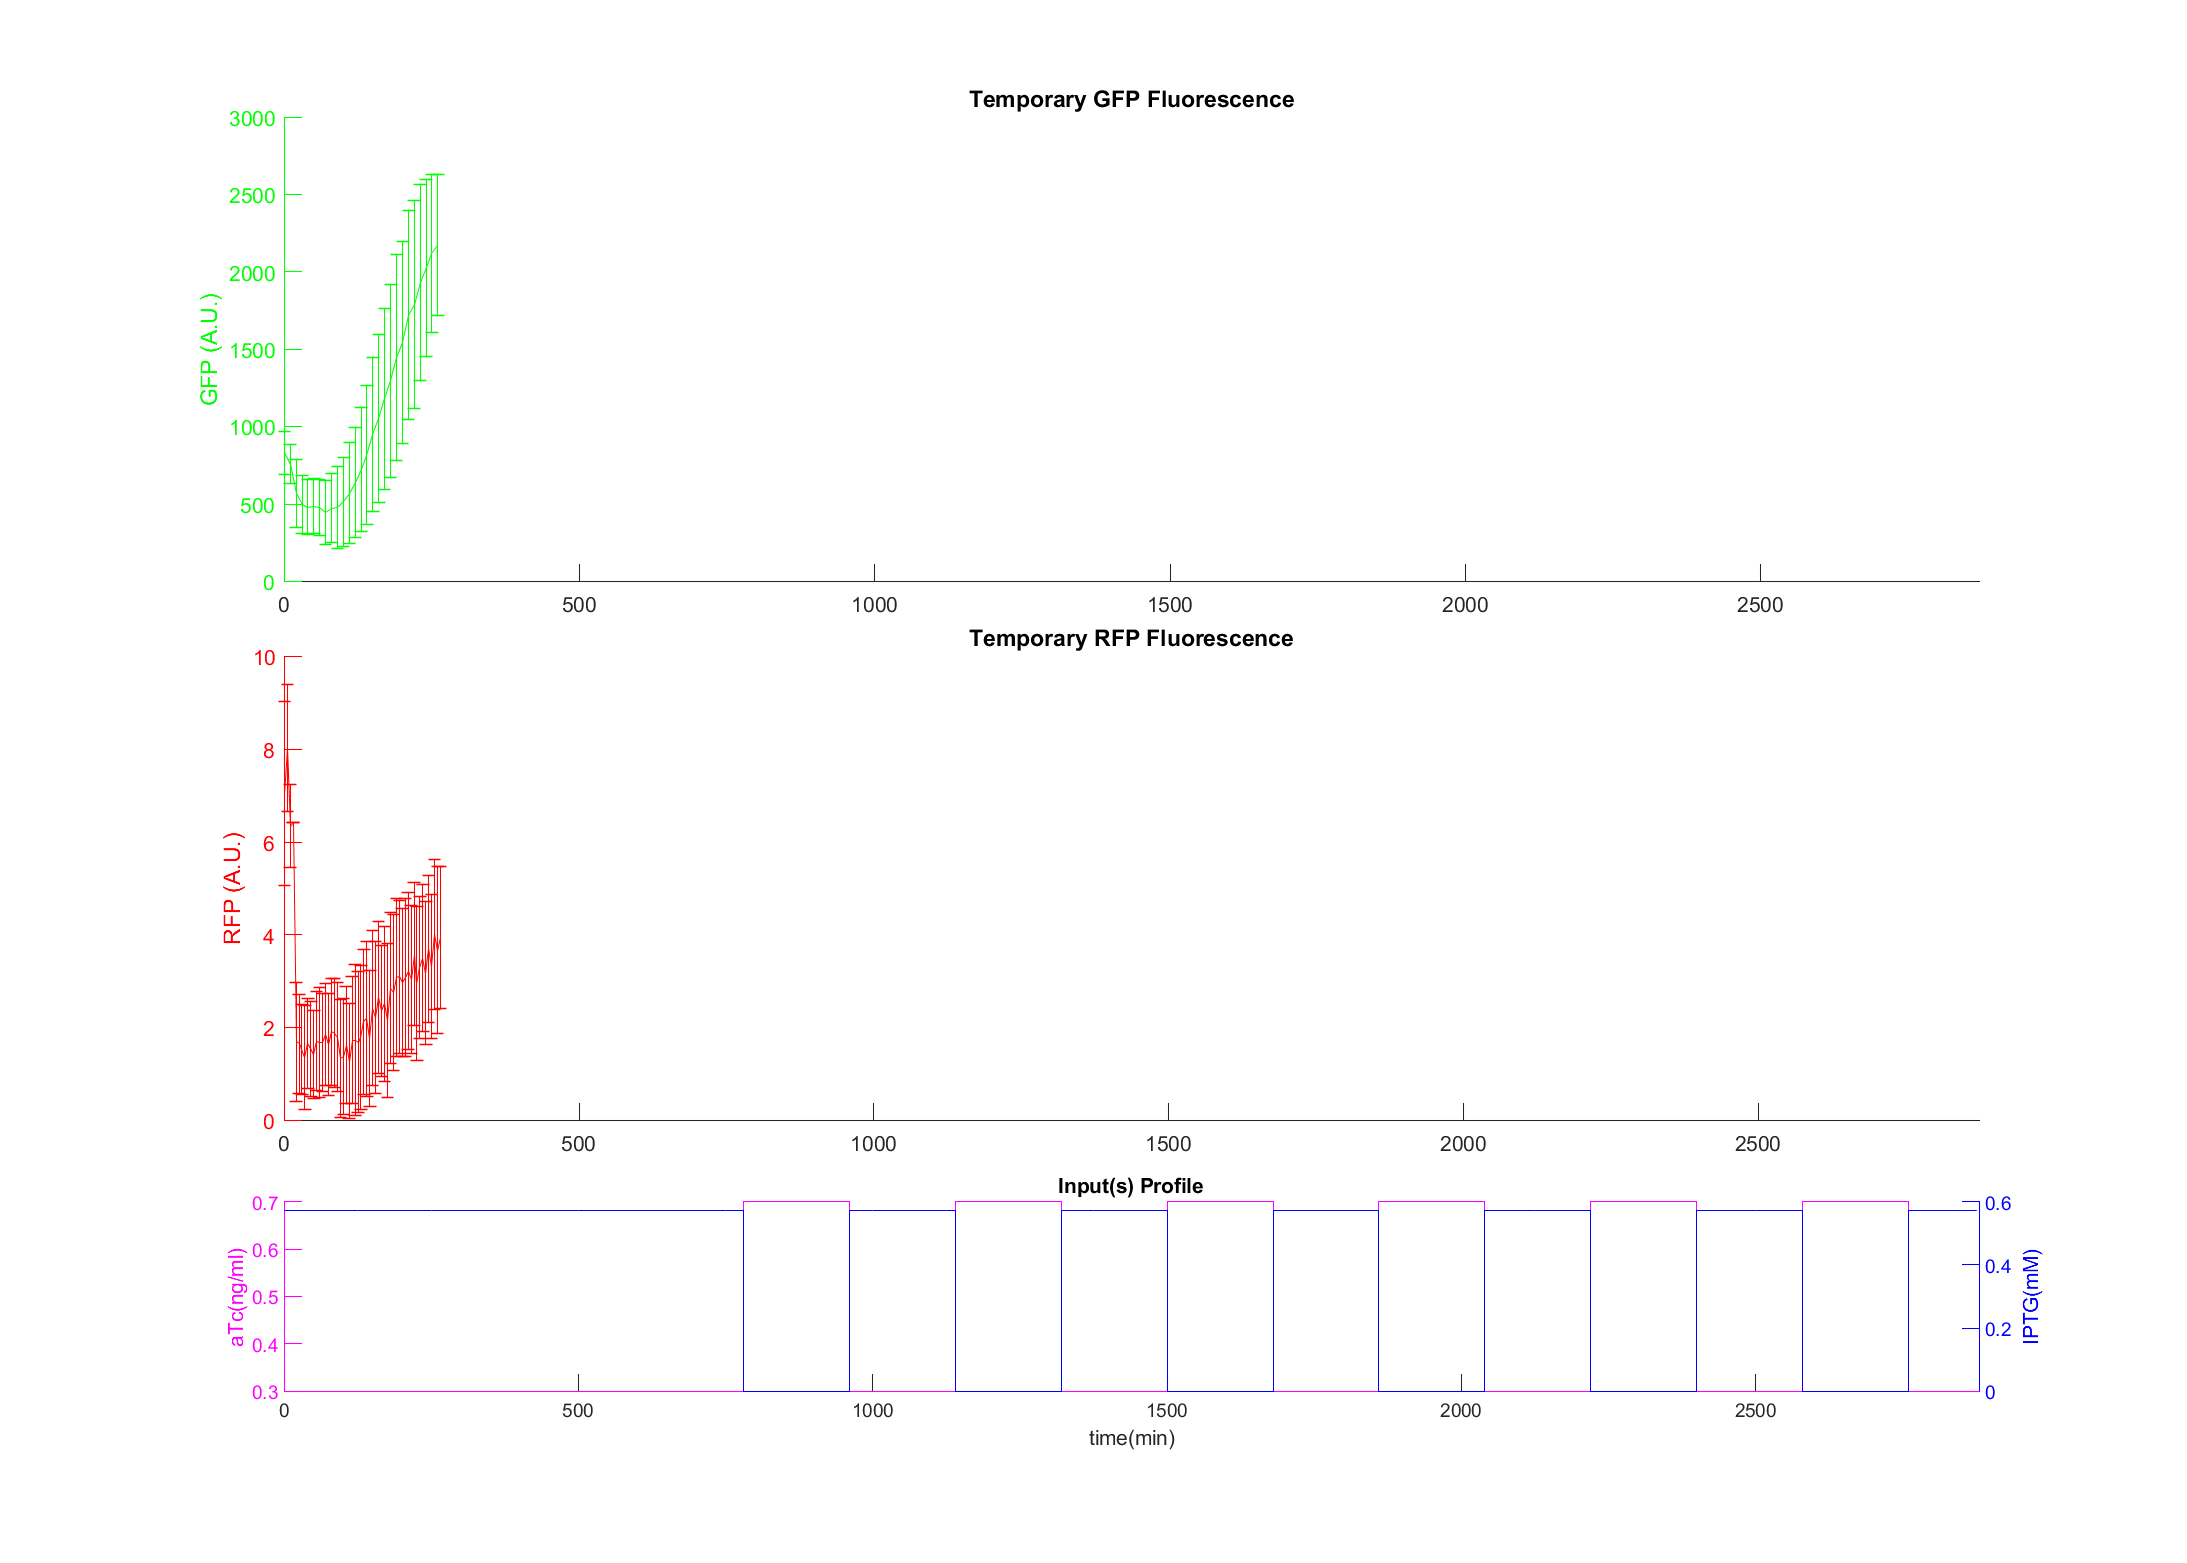 Temporary GFP Fluorescence
3000
2500
2000
1500
1000
500
0
GFP (A.U.)
0 500 1000 1500 2000 2500
Temporary RFP Fluorescence
10
8
6
4
2
0
RFP (A.U.)
0 500 1000 1500 2000 2500
Input(s) Profile
0.7
0.6
0.5
0.4
0.3
aTc(ng/ml)
0.6
0.4
0.2
0
IPTG(mM)
0 500 1000 1500 2000 2500
time(min)